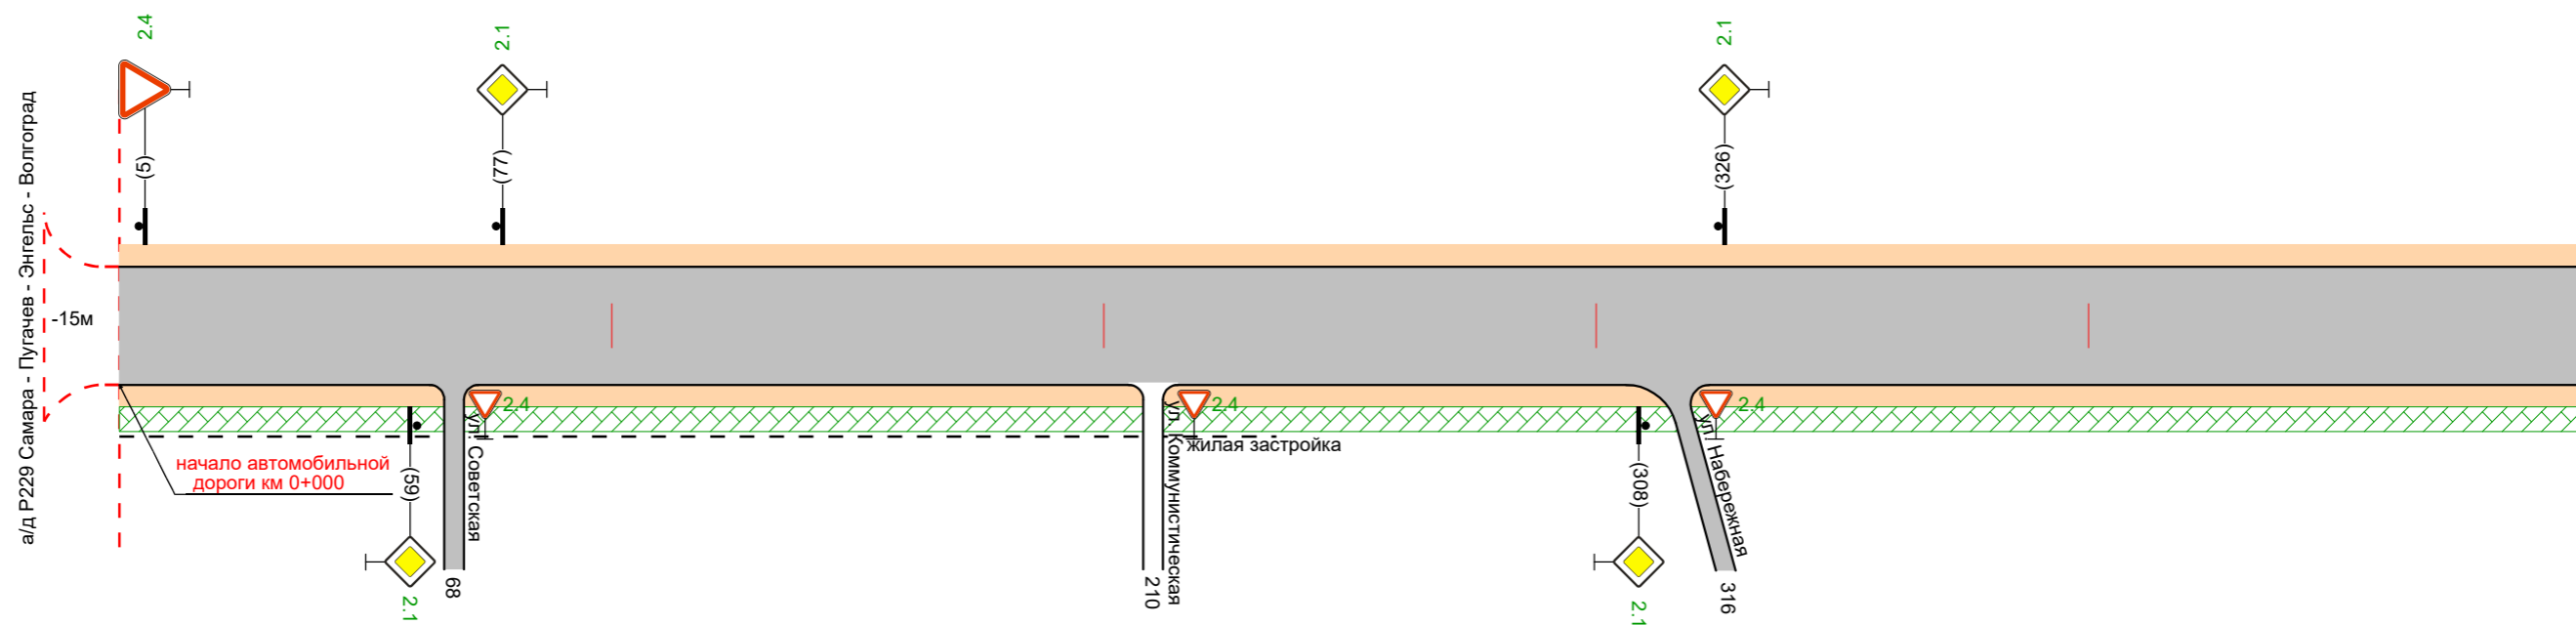 2.4
2.1
2.1
(5)
(77)
(326)
а/д Р229 Самара - Пугачев - Энгельс - Волгоград
-15м
начало автомобильной
дороги км 0+000
(59)
2.1
2.4
ул. Советская
68
2.4
ул. Коммунистическая
210
жилая застройка
(308)
2.1
2.4
ул. Набережная
316